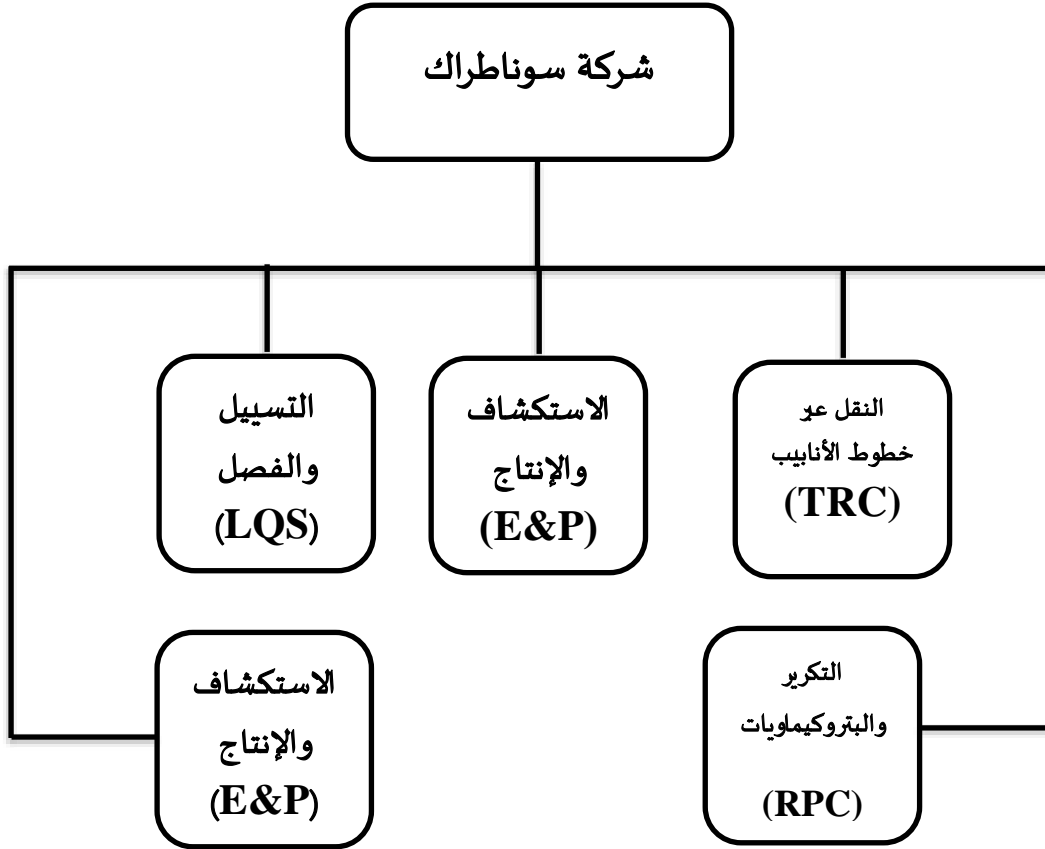 شركة سوناطراك
النقل عبر
خطوط الأنابيب
(TRC)
الاستكشاف
والإنتاج
(E&P)
التسييل
والفصل
(LQS)
التكرير
والبتروكيماويات
(RPC)
الاستكشاف
والإنتاج
(E&P)